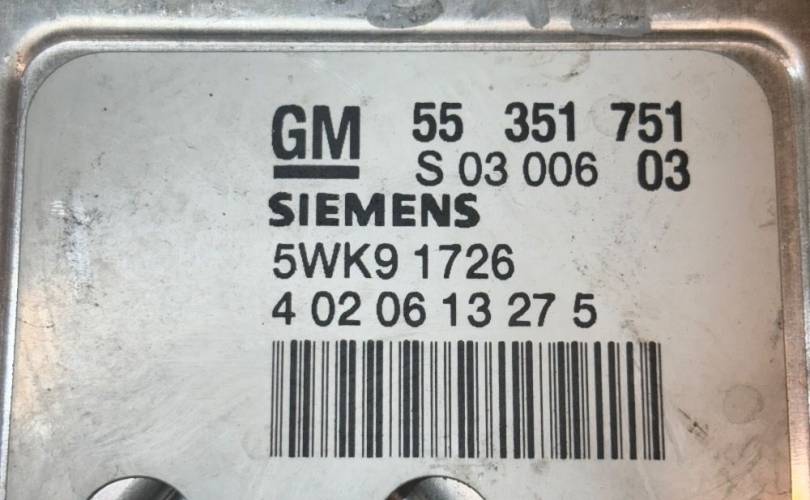 GM 55 351 751
S 03 006 03
SIEMENS
5WK9 1726
4 02 06 13 27 5